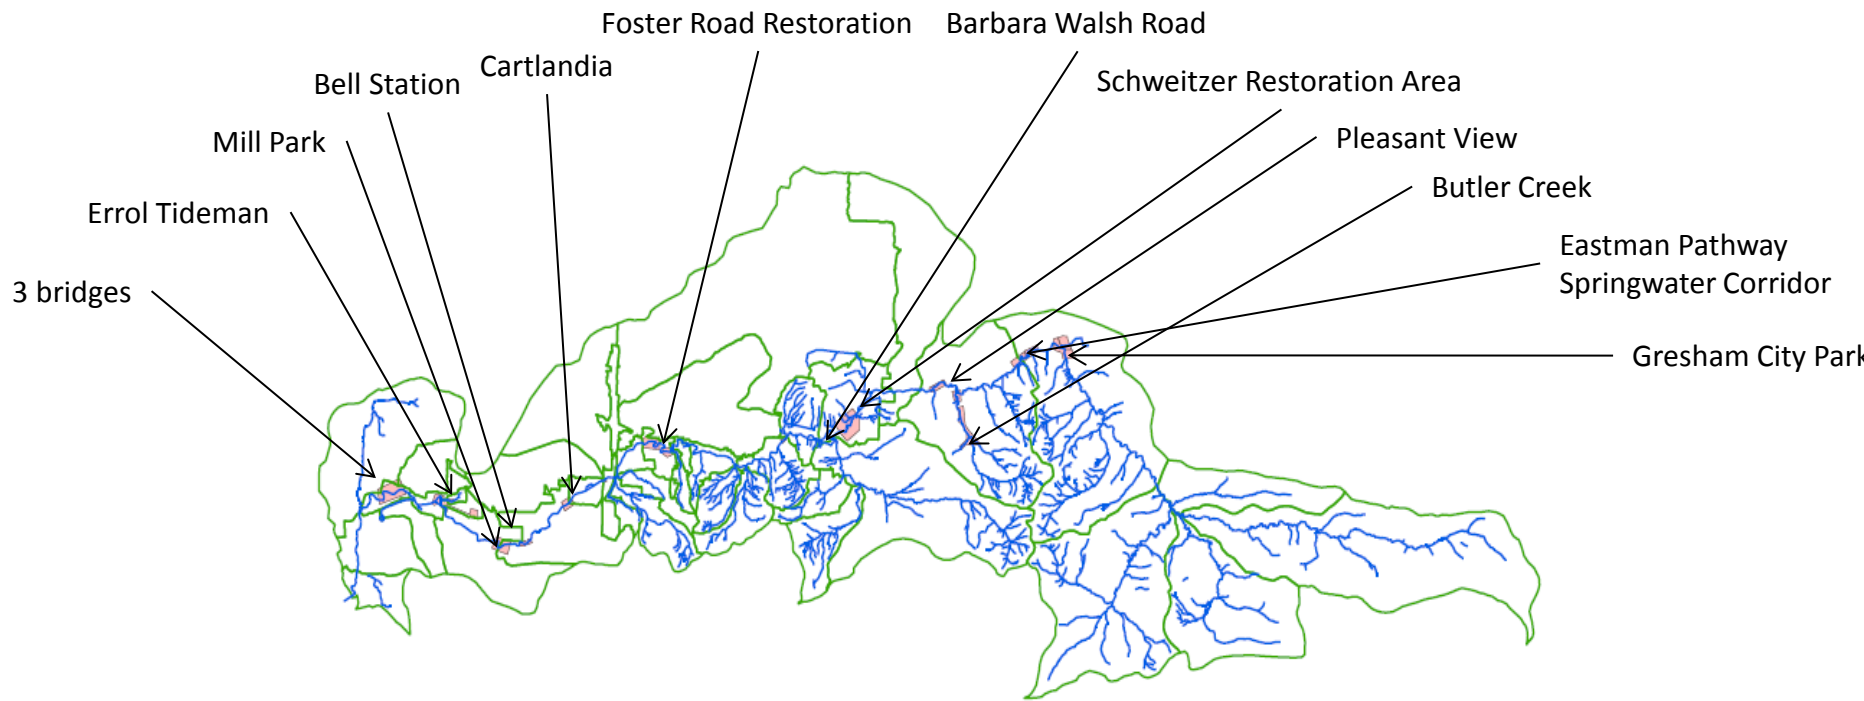 Foster Road Restoration
Barbara Walsh Road
Cartlandia
Bell Station
Schweitzer Restoration Area
Mill Park
Pleasant View
Butler Creek
Errol Tideman
Eastman Pathway
Springwater Corridor
3 bridges
Gresham City Park